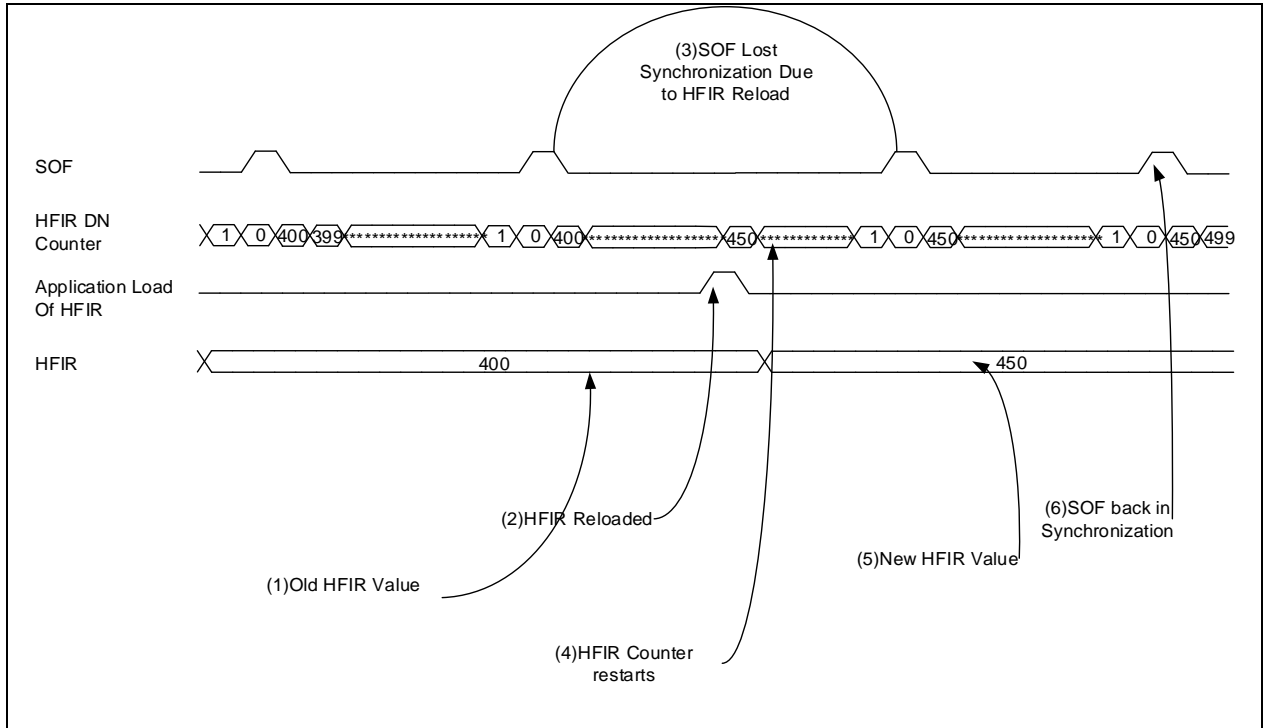 (3)SOF Lost
Synchronization Due
to HFIR Reload
SOF
HFIR DN
Counter
1 0 400 399 ****************** 1 0 400 ****************** 450 ************ 1 0 450 ****************** 1 0 450 499
Application Load
Of HFIR
HFIR
400
450
(2)HFIR Reloaded
(6)SOF back in
Synchronization
(5)New HFIR Value
(1)Old HFIR Value
(4)HFIR Counter
restarts